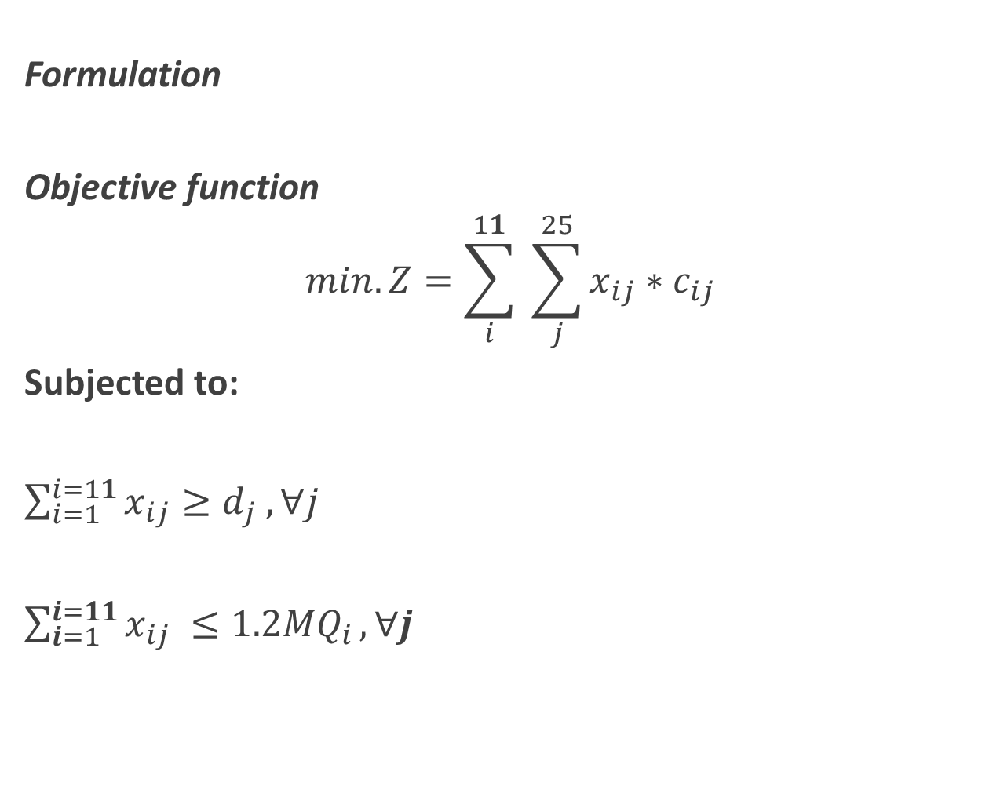 Formulation
Objective function
min. Z = ∑_{i}^{11} ∑_{j}^{25} x_{ij} * c_{ij}
Subjected to:
∑_{i=1}^{i=11} x_{ij} ≥ d_j , ∀j
∑_{i=1}^{i=11} x_{ij} ≤ 1.2MQ_i , ∀j